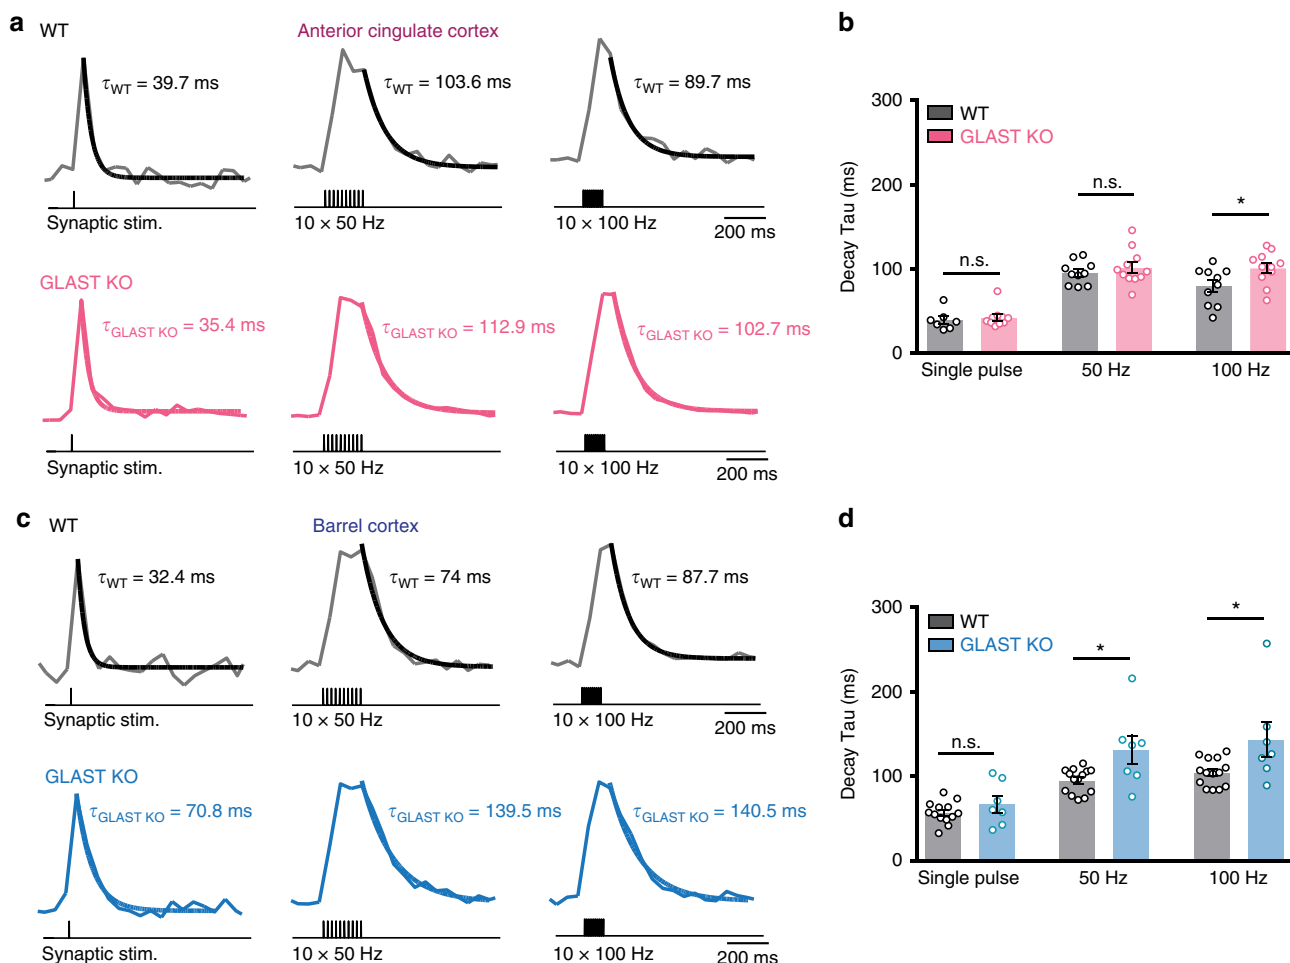 a
WT
Anterior cingulate cortex
τWT = 39.7 ms
τWT = 103.6 ms
τWT = 89.7 ms
Synaptic stim.
10 × 50 Hz
10 × 100 Hz
200 ms
GLAST KO
τGLAST KO = 35.4 ms
τGLAST KO = 112.9 ms
τGLAST KO = 102.7 ms
Synaptic stim.
10 × 50 Hz
10 × 100 Hz
200 ms
b
300
200
100
0
Decay Tau (ms)
WT
GLAST KO
n.s.
n.s.
*
Single pulse
50 Hz
100 Hz
c
WT
Barrel cortex
τWT = 32.4 ms
τWT = 74 ms
τWT = 87.7 ms
Synaptic stim.
10 × 50 Hz
10 × 100 Hz
200 ms
GLAST KO
τGLAST KO = 70.8 ms
τGLAST KO = 139.5 ms
τGLAST KO = 140.5 ms
Synaptic stim.
10 × 50 Hz
10 × 100 Hz
200 ms
d
300
200
100
0
Decay Tau (ms)
WT
GLAST KO
n.s.
*
*
Single pulse
50 Hz
100 Hz